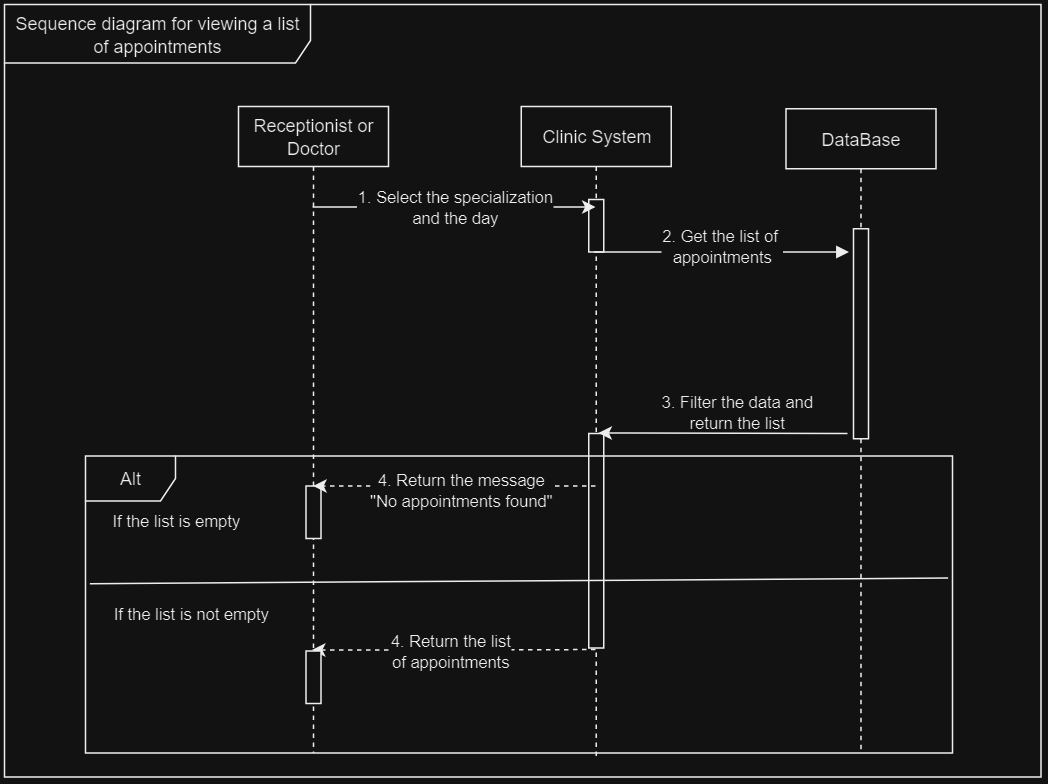 Sequence diagram for viewing a list
of appointments
Receptionist or
Doctor
Clinic System
DataBase
1. Select the specialization
and the day
2. Get the list of
appointments
3. Filter the data and
return the list
Alt
4. Return the message
"No appointments found"
If the list is empty
If the list is not empty
4. Return the list
of appointments